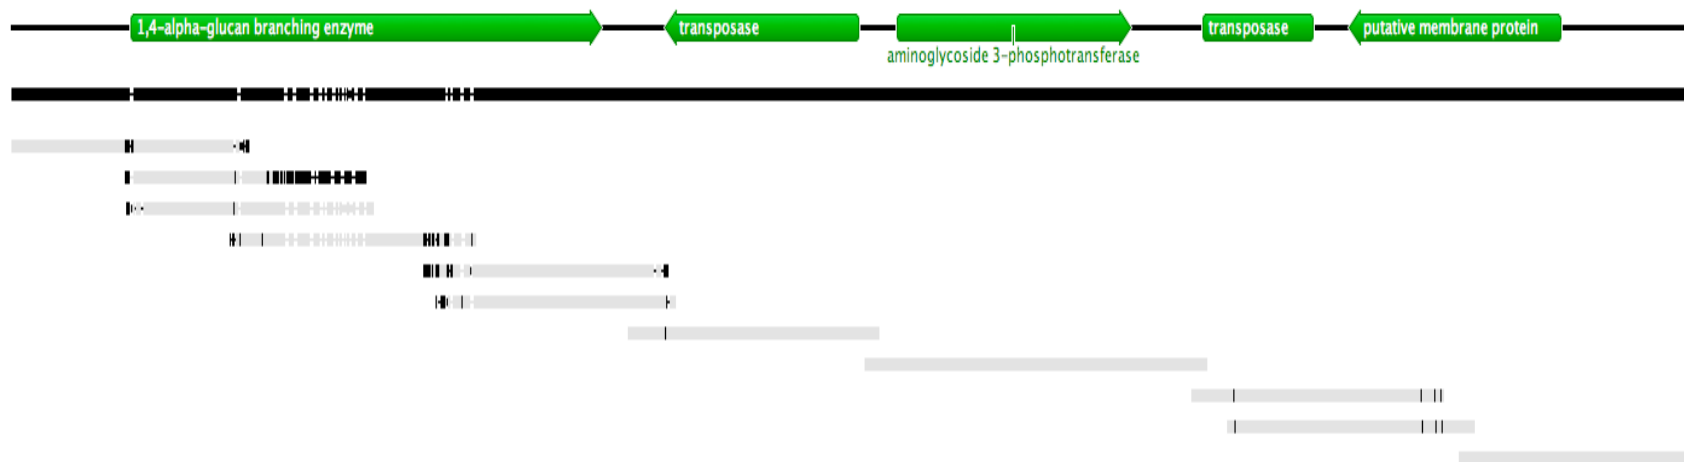 1,4-alpha-glucan branching enzyme
transposase
aminoglycoside 3-phosphotransferase
transposase
putative membrane protein